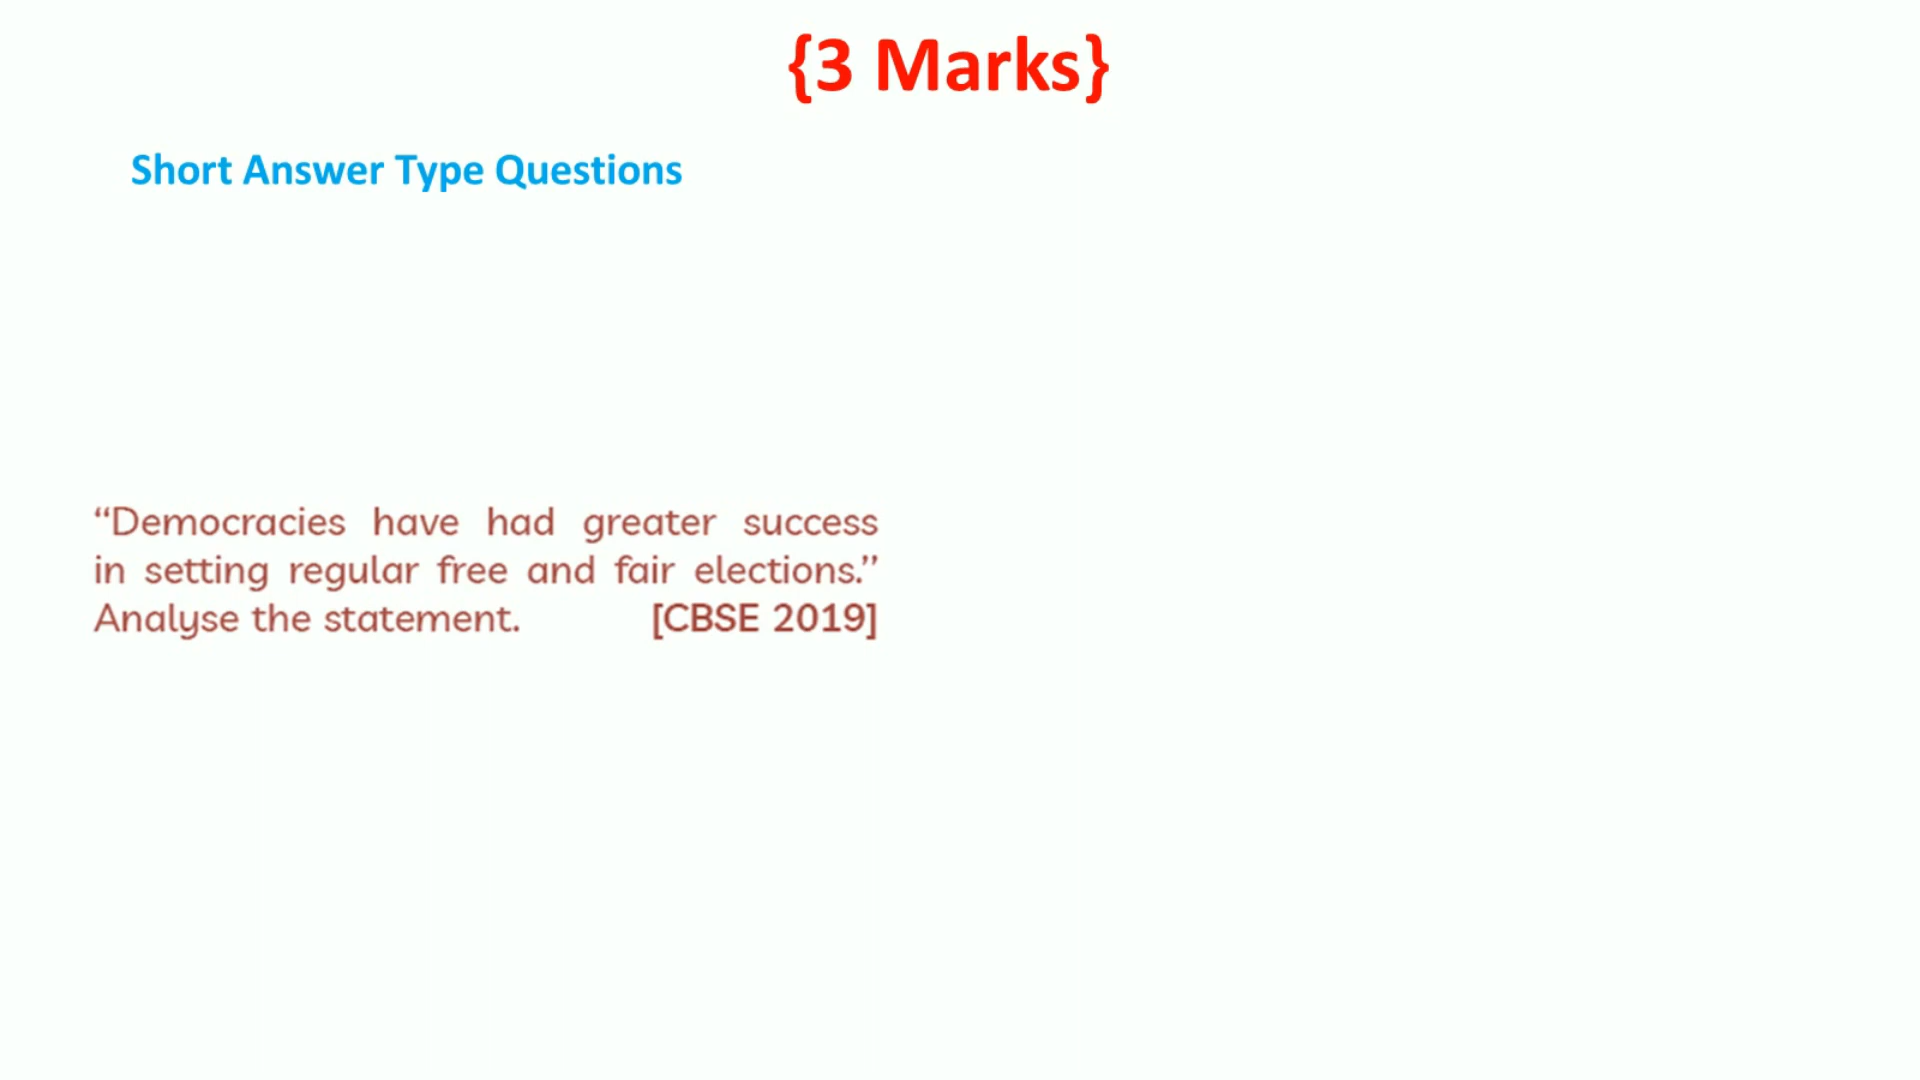 {3 Marks}
Short Answer Type Questions
“Democracies have had greater success
in setting regular free and fair elections.”
Analyse the statement. [CBSE 2019]